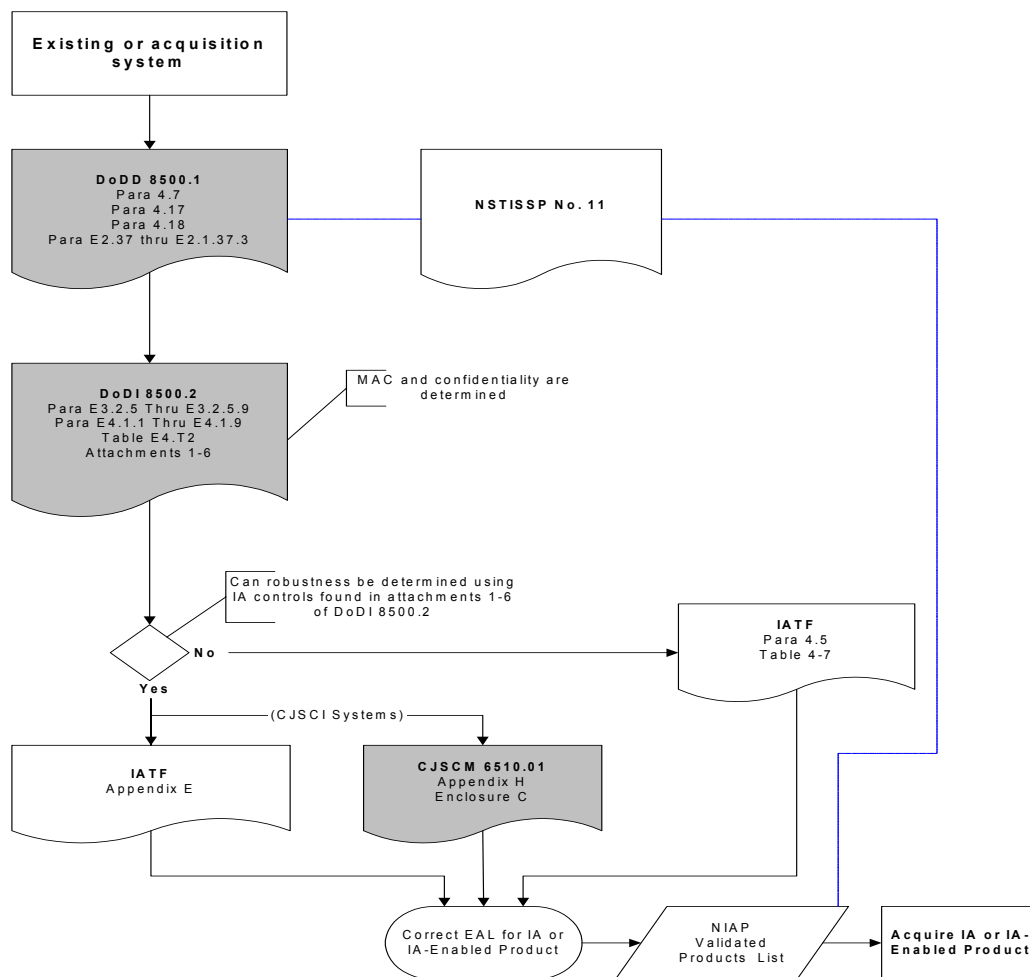 Existing or acquisition
system
DoDD 8500.1
Para 4.7
Para 4.17
Para 4.18
Para E2.37 thru E2.1.37.3
NSTISSP No. 11
DoDI 8500.2
Para E3.2.5 Thru E3.2.5.9
Para E4.1.1 Thru E4.1.9
Table E4.T2
Attachments 1-6
MAC and confidentiality are
determined
Can robustness be determined using
IA controls found in attachments 1-6
of DoDI 8500.2
No
Yes
IATF
Para 4.5
Table 4-7
(CJSCI Systems)
IATF
Appendix E
CJSCM 6510.01
Appendix H
Enclosure C
Correct EAL for IA or
IA-Enabled Product
NIAP
Validated
Products List
Acquire IA or IA-
Enabled Product